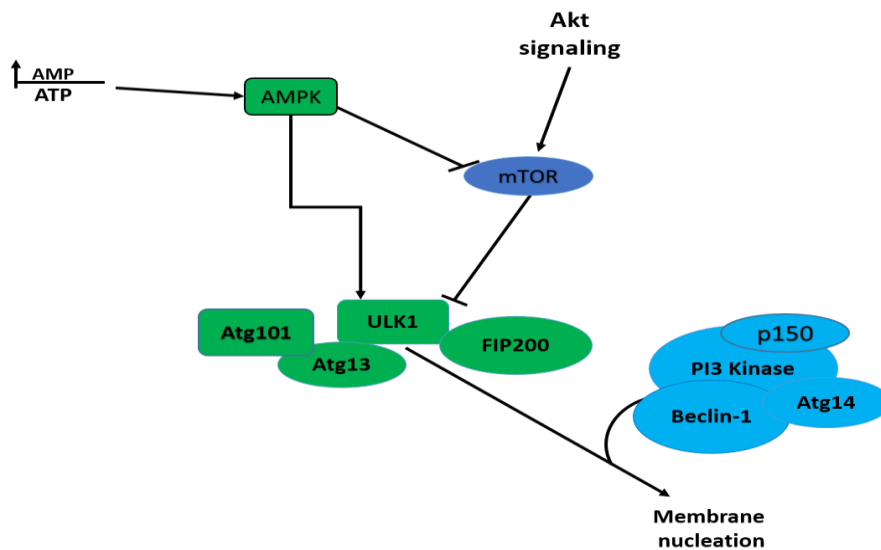 Akt
signaling
AMP
ATP
AMPK
mTOR
ULK1
Atg101
FIP200
Atg13
p150
PI3 Kinase
Beclin-1
Atg14
Membrane
nucleation